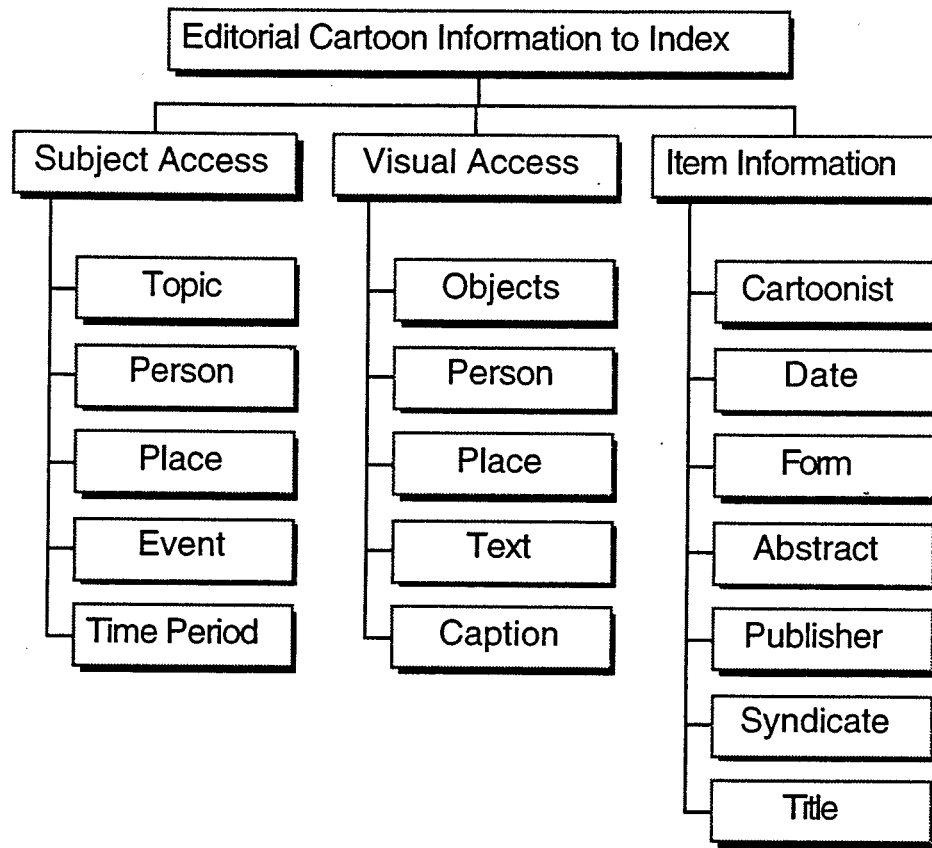 Editorial Cartoon Information to Index
Subject Access
Topic
Person
Place
Event
Time Period
Visual Access
Objects
Person
Place
Text
Caption
Item Information
Cartoonist
Date
Form
Abstract
Publisher
Syndicate
Title